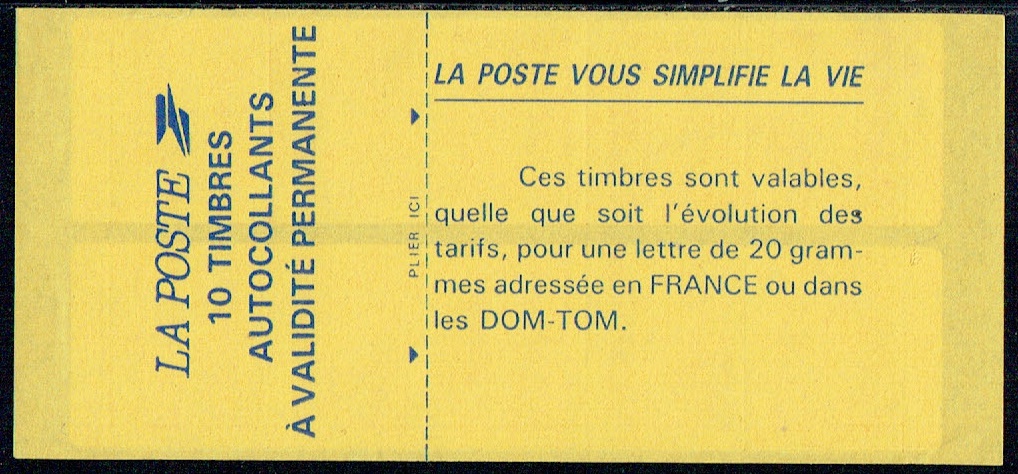 LA POSTE
10 TIMBRES
AUTOCOLLANTS
À VALIDITÉ PERMANENTE
PLIER ICI
LA POSTE VOUS SIMPLIFIE LA VIE
Ces timbres sont valables,
quelle que soit l'évolution des
tarifs, pour une lettre de 20 gram-
mes adressée en FRANCE ou dans
les DOM-TOM.